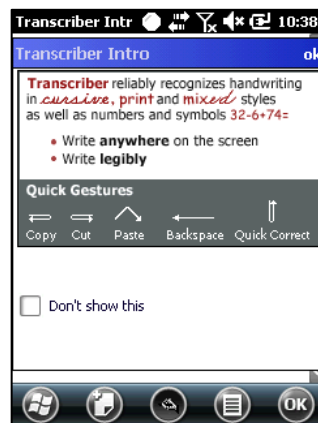 Transcriber Intr 10:38
Transcriber Intro ok
Transcriber reliably recognizes handwriting
in cursive, print and mixed styles
as well as numbers and symbols 32-6+74=
• Write anywhere on the screen
• Write legibly
Quick Gestures
Copy Cut Paste Backspace Quick Correct
Don't show this
OK